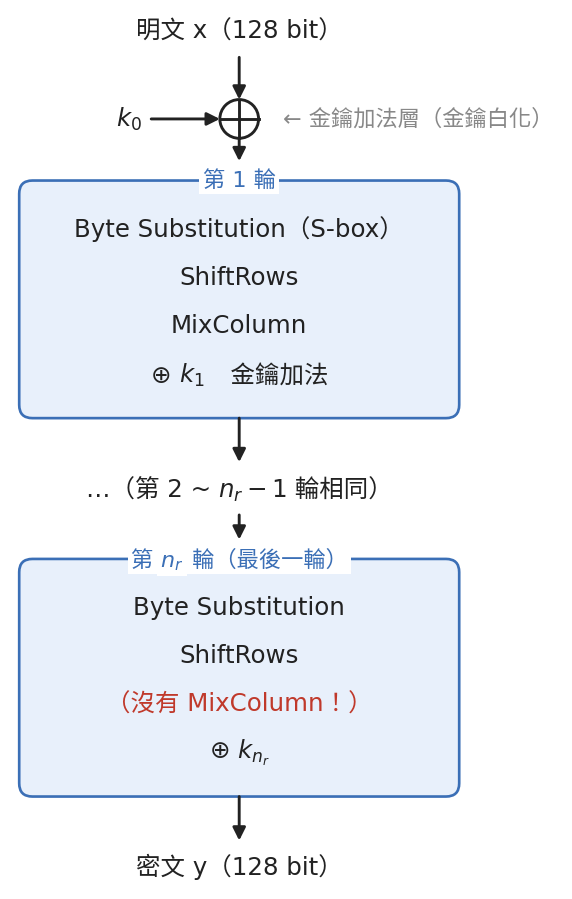 明文 x（128 bit）
k₀
← 金鑰加法層（金鑰白化）
第 1 輪
Byte Substitution（S-box）
ShiftRows
MixColumn
⊕ k₁ 金鑰加法
…（第 2 ~ nᵣ − 1 輪相同）
第 nᵣ 輪（最後一輪）
Byte Substitution
ShiftRows
（沒有 MixColumn！）
⊕ k_{nᵣ}
密文 y（128 bit）